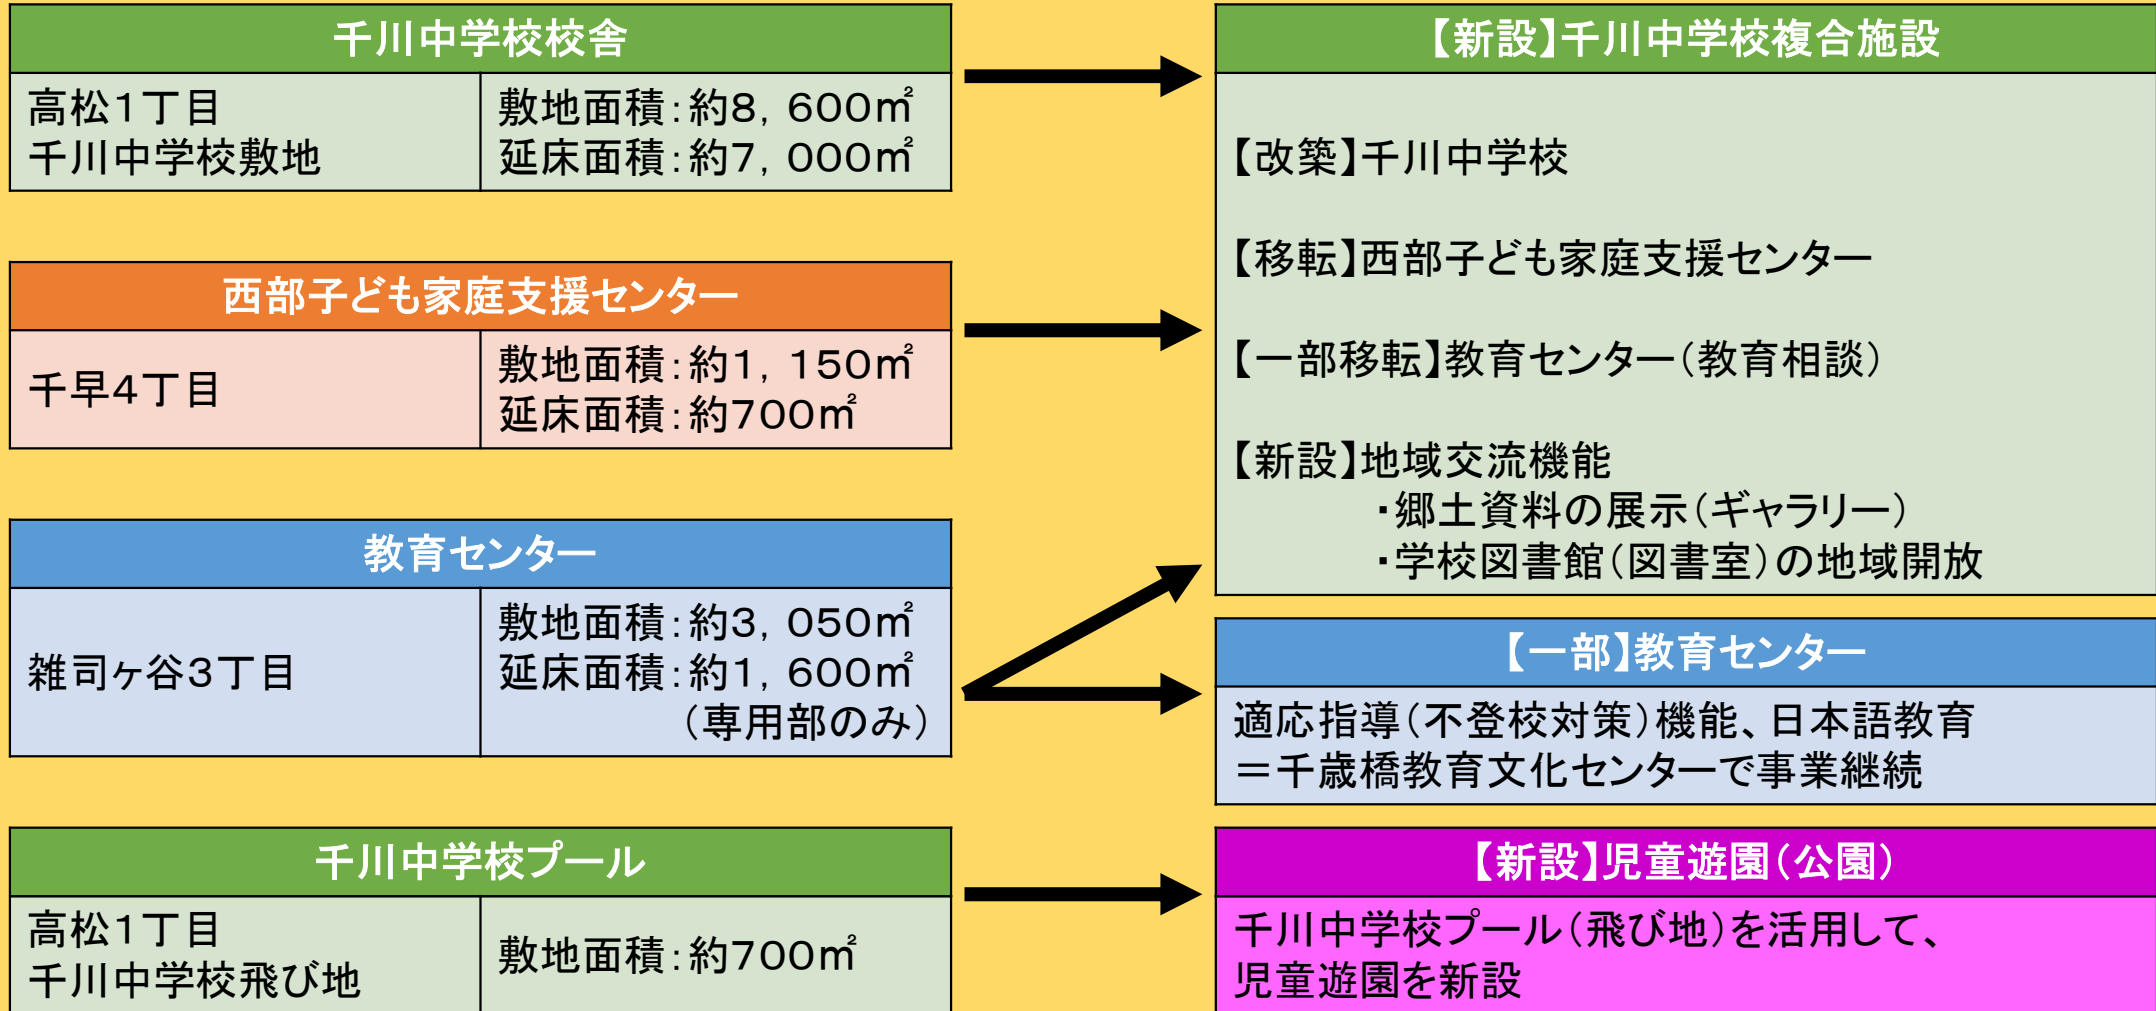 千川中学校校舎
高松1丁目
千川中学校敷地
敷地面積:約8,600㎡
延床面積:約7,000㎡
西部子ども家庭支援センター
千早4丁目
敷地面積:約1,150㎡
延床面積:約700㎡
教育センター
雑司ヶ谷3丁目
敷地面積:約3,050㎡
延床面積:約1,600㎡
(専用部のみ)
千川中学校プール
高松1丁目
千川中学校飛び地
敷地面積:約700㎡
【新設】千川中学校複合施設
【改築】千川中学校
【移転】西部子ども家庭支援センター
【一部移転】教育センター(教育相談)
【新設】地域交流機能
・郷土資料の展示(ギャラリー)
・学校図書館(図書室)の地域開放
【一部】教育センター
適応指導(不登校対策)機能、日本語教育
=千歳橋教育文化センターで事業継続
【新設】児童遊園(公園)
千川中学校プール(飛び地)を活用して、
児童遊園を新設